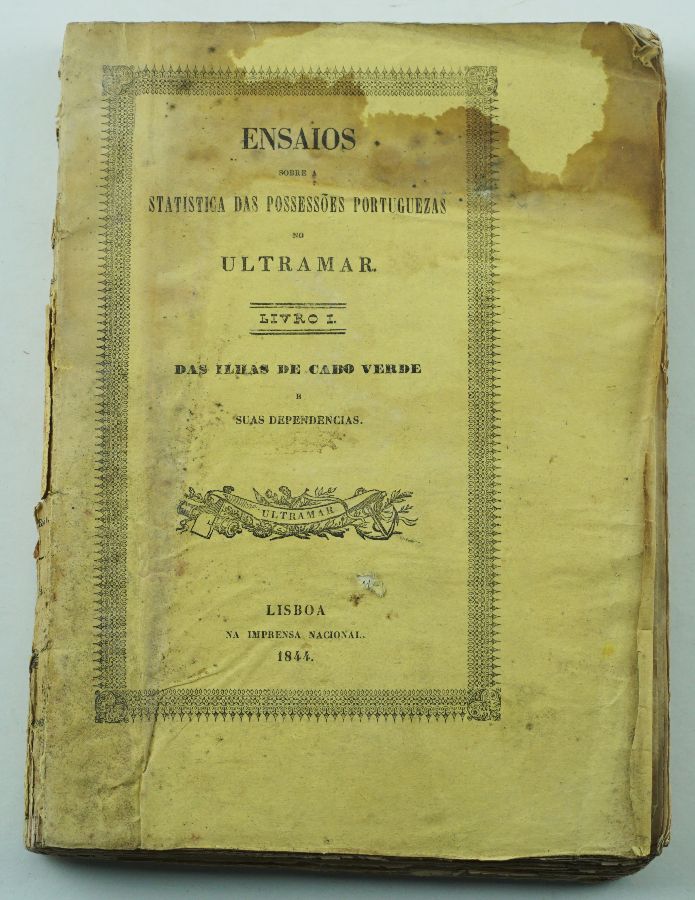 ENSAIOS
SOBRE A
STATISTICA DAS POSSESSÕES PORTUGUEZAS
NO
ULTRAMAR.
LIVRO I.
DAS ILHAS DE CABO VERDE
E
SUAS DEPENDENCIAS.
ULTRAMAR
LISBOA
NA IMPRENSA NACIONAL.
1844.